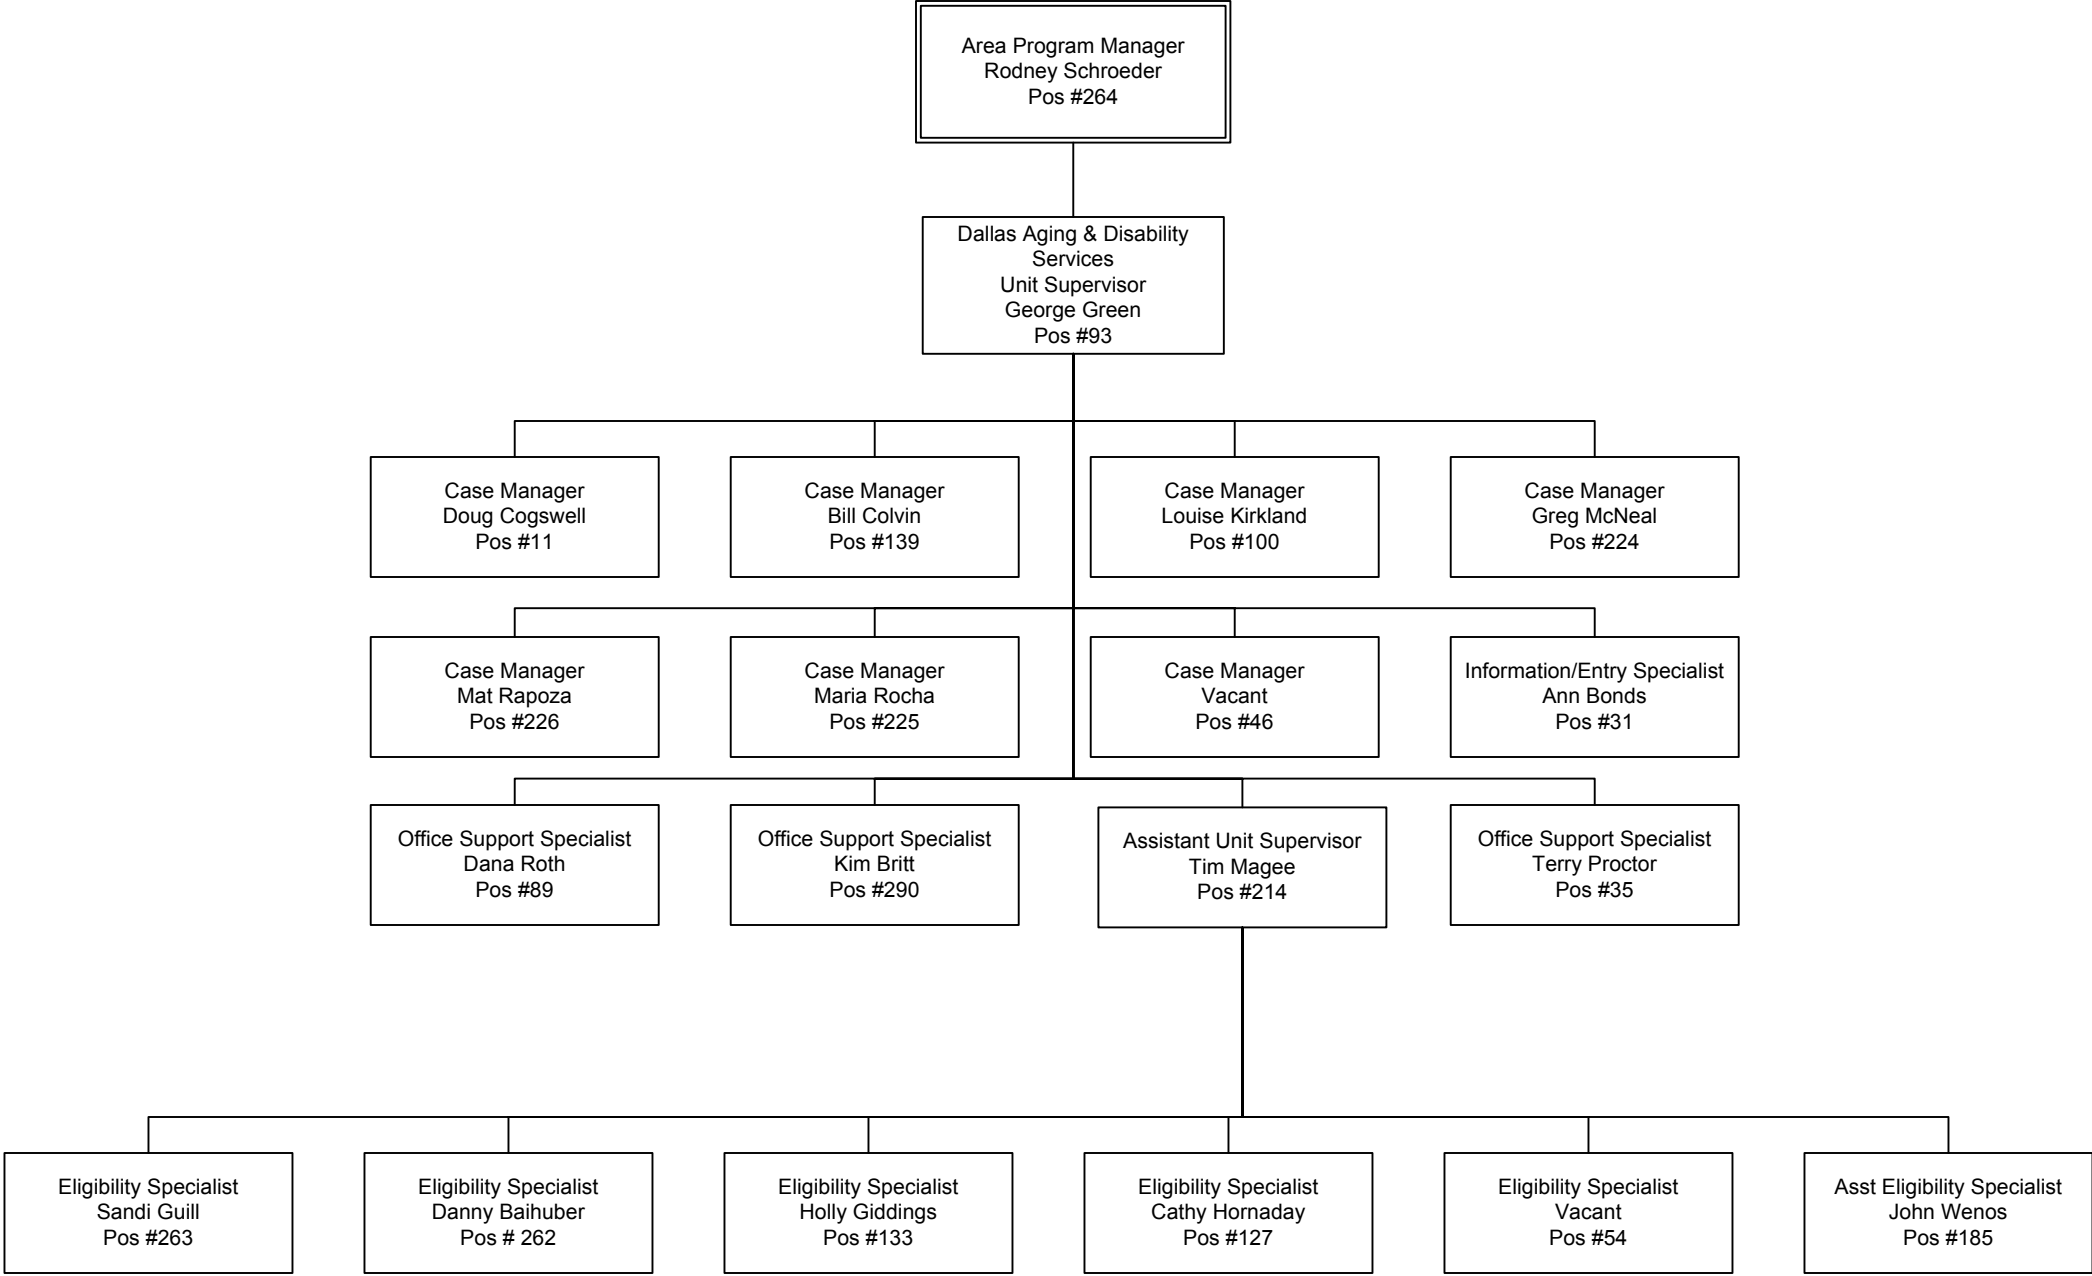 Area Program Manager
Rodney Schroeder
Pos #264
Dallas Aging & Disability
Services
Unit Supervisor
George Green
Pos #93
Case Manager
Doug Cogswell
Pos #11
Case Manager
Bill Colvin
Pos #139
Case Manager
Louise Kirkland
Pos #100
Case Manager
Greg McNeal
Pos #224
Case Manager
Mat Rapoza
Pos #226
Case Manager
Maria Rocha
Pos #225
Case Manager
Vacant
Pos #46
Information/Entry Specialist
Ann Bonds
Pos #31
Office Support Specialist
Dana Roth
Pos #89
Office Support Specialist
Kim Britt
Pos #290
Assistant Unit Supervisor
Tim Magee
Pos #214
Office Support Specialist
Terry Proctor
Pos #35
Eligibility Specialist
Sandi Guill
Pos #263
Eligibility Specialist
Danny Baihuber
Pos # 262
Eligibility Specialist
Holly Giddings
Pos #133
Eligibility Specialist
Cathy Hornaday
Pos #127
Eligibility Specialist
Vacant
Pos #54
Asst Eligibility Specialist
John Wenos
Pos #185